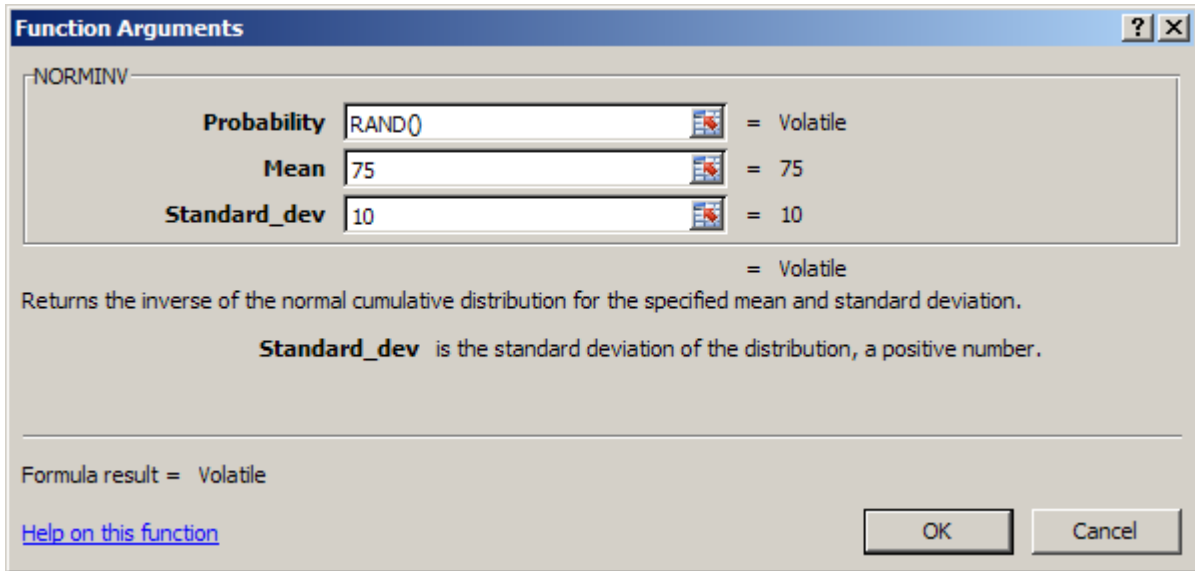 Function Arguments
NORMINV
Probability RAND() = Volatile
Mean 75 = 75
Standard_dev 10 = 10
= Volatile
Returns the inverse of the normal cumulative distribution for the specified mean and standard deviation.
Standard_dev is the standard deviation of the distribution, a positive number.
Formula result = Volatile
Help on this function OK Cancel